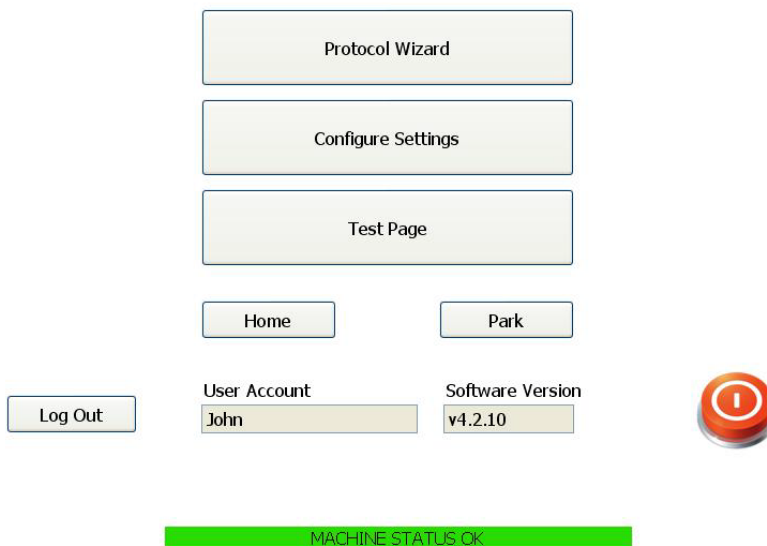 Protocol Wizard
Configure Settings
Test Page
Home Park
User Account Software Version
Log Out John v4.2.10
MACHINE STATUS OK